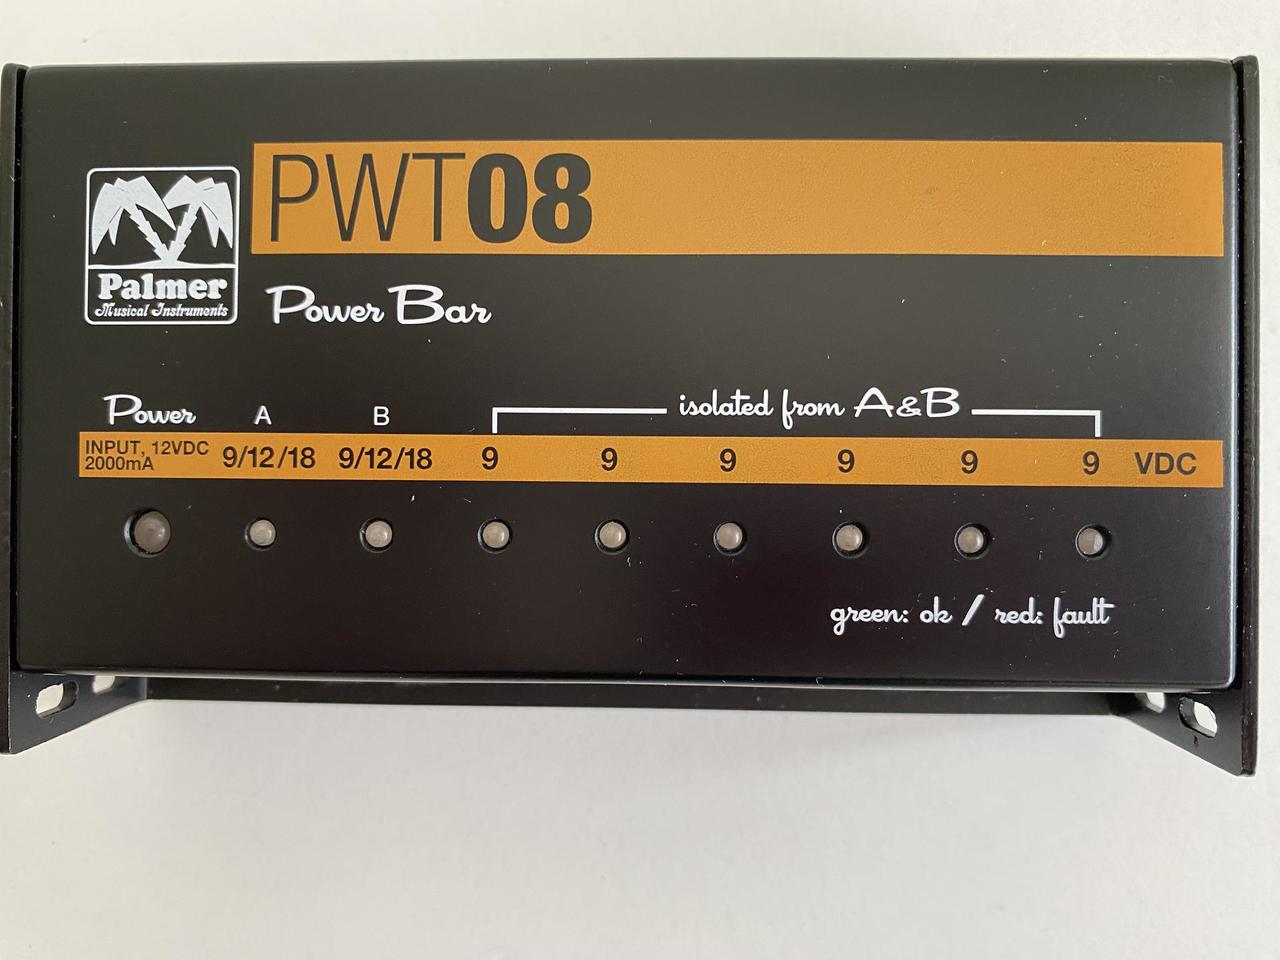 PWT08
Palmer
Musical Instruments
Power Bar
Power A B isolated from A&B
INPUT, 12VDC
2000mA
9/12/18 9/12/18 9 9 9 9 9 9 VDC
green: ok / red: fault